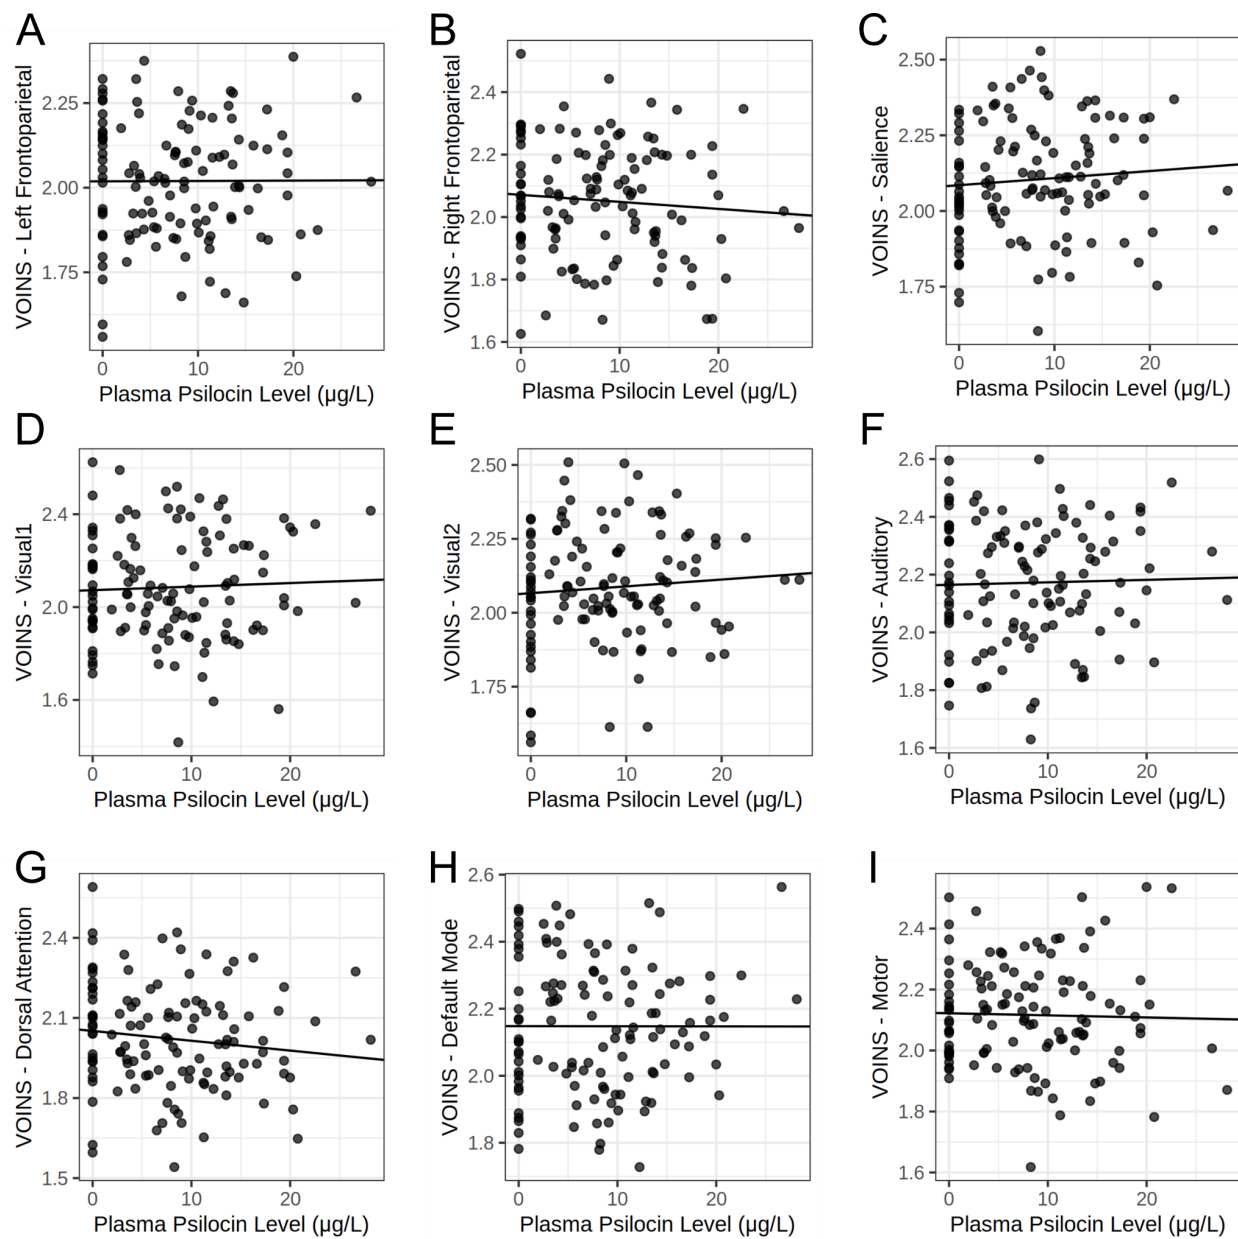 A
VOINS - Left Frontoparietal
2.25
2.00
1.75
0 10 20
Plasma Psilocin Level (µg/L)
B
VOINS - Right Frontoparietal
2.4
2.2
2.0
1.8
1.6
0 10 20
Plasma Psilocin Level (µg/L)
C
VOINS - Salience
2.50
2.25
2.00
1.75
0 10 20
Plasma Psilocin Level (µg/L)
D
VOINS - Visual1
2.4
2.0
1.6
0 10 20
Plasma Psilocin Level (µg/L)
E
VOINS - Visual2
2.50
2.25
2.00
1.75
0 10 20
Plasma Psilocin Level (µg/L)
F
VOINS - Auditory
2.6
2.4
2.2
2.0
1.8
1.6
0 10 20
Plasma Psilocin Level (µg/L)
G
VOINS - Dorsal Attention
2.4
2.1
1.8
1.5
0 10 20
Plasma Psilocin Level (µg/L)
H
VOINS - Default Mode
2.6
2.4
2.2
2.0
1.8
0 10 20
Plasma Psilocin Level (µg/L)
I
VOINS - Motor
2.4
2.2
2.0
1.8
1.6
0 10 20
Plasma Psilocin Level (µg/L)